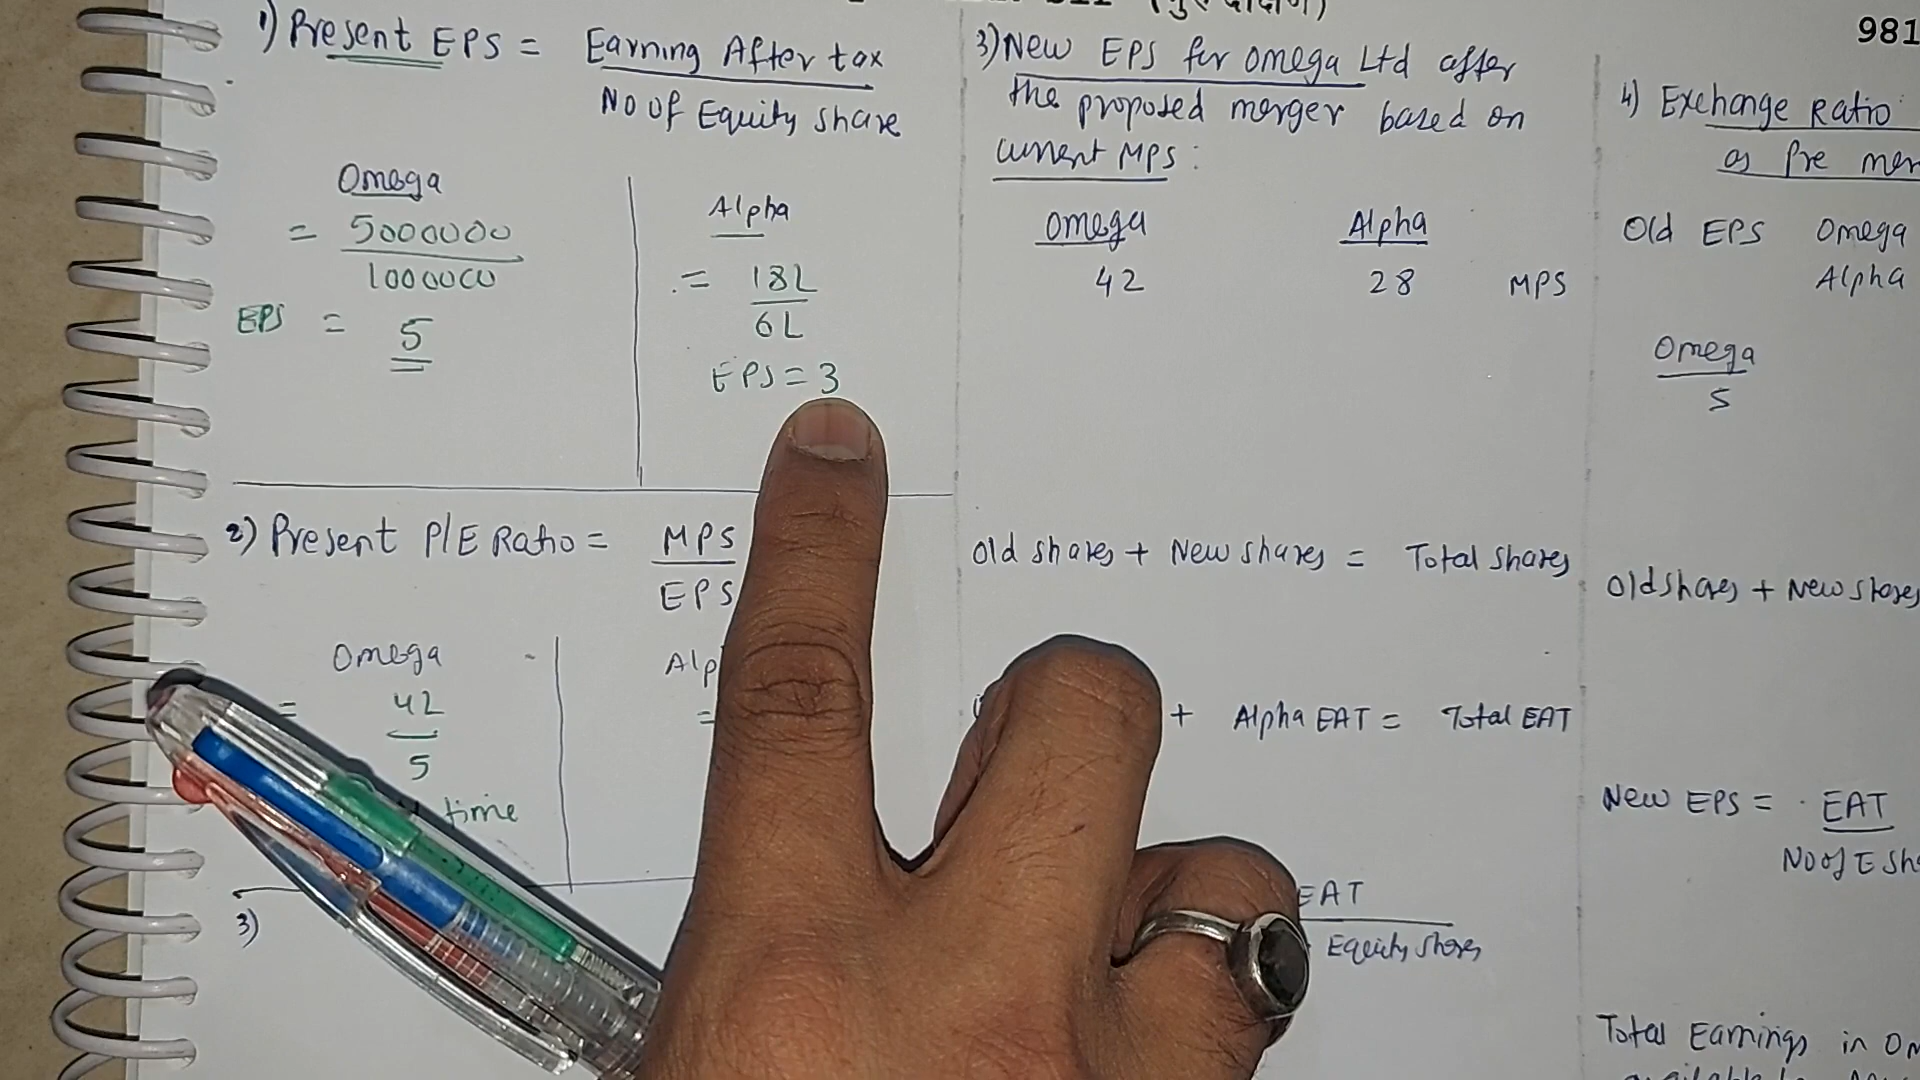 981
1) Present EPS = Earning After tax
No of Equity share
Omega
= 5000000
1000000
EPS = 5
Alpha
= 18L
6L
EPS = 3
2) Present P/E Ratio = MPS
EPS
Omega
= 42
5
time
Alp
=
3)
3) New EPS for Omega Ltd after
the proposed merger based on
current MPS :
Omega Alpha
42 28 MPS
Old shares + New shares = Total shares
+ Alpha EAT = Total EAT
EAT
Equity shares
4) Exchange Ratio
as Pre mer
Old EPS Omega
Alpha
Omega
5
Old shares + New shares
New EPS = EAT
No of E Sh
Total Earnings in Om